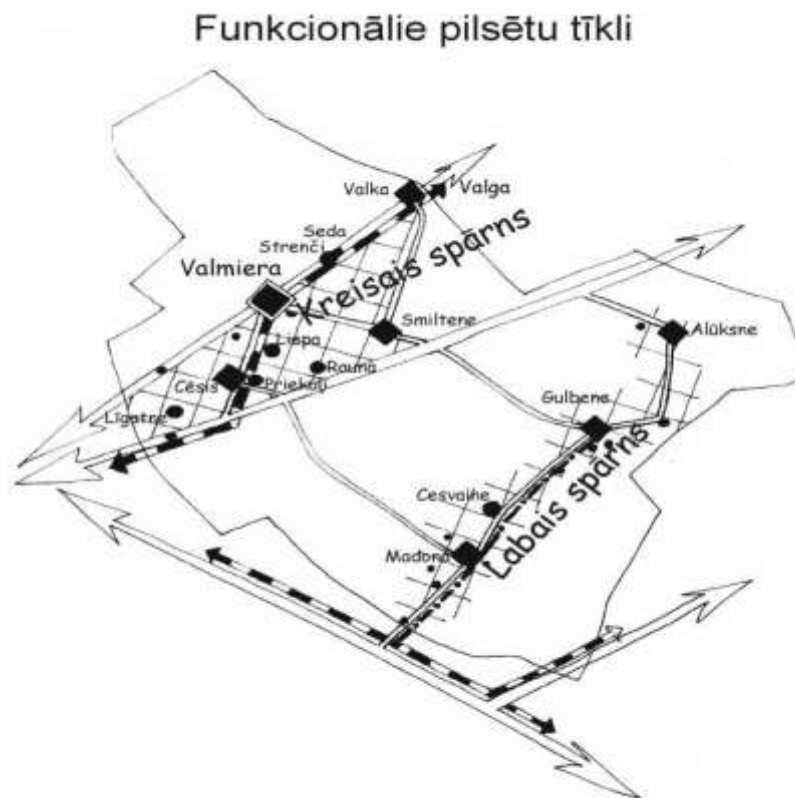 Funkcionālie pilsētu tīkli
Valka
Valga
Seda
Strenči
Kreisais spārns
Valmiera
Smiltene
Alūksne
Liepa
Rauna
Cēsis
Priekuļi
Līgatne
Gulbene
Cesvaine
Labais spārns
Madona